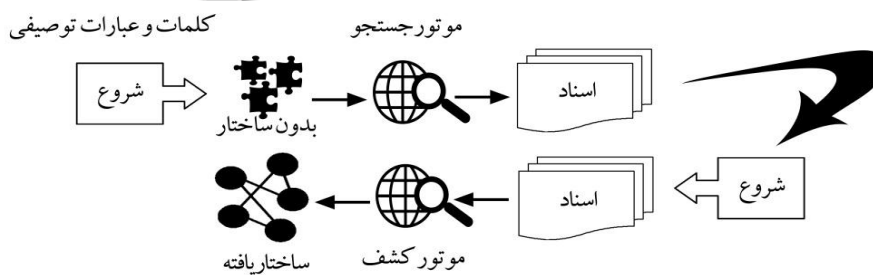 کلمات و عبارات توصیفی
موتور جستجو
شروع
اسناد
بدون ساختار
شروع
اسناد
موتور کشف
ساختاریافته